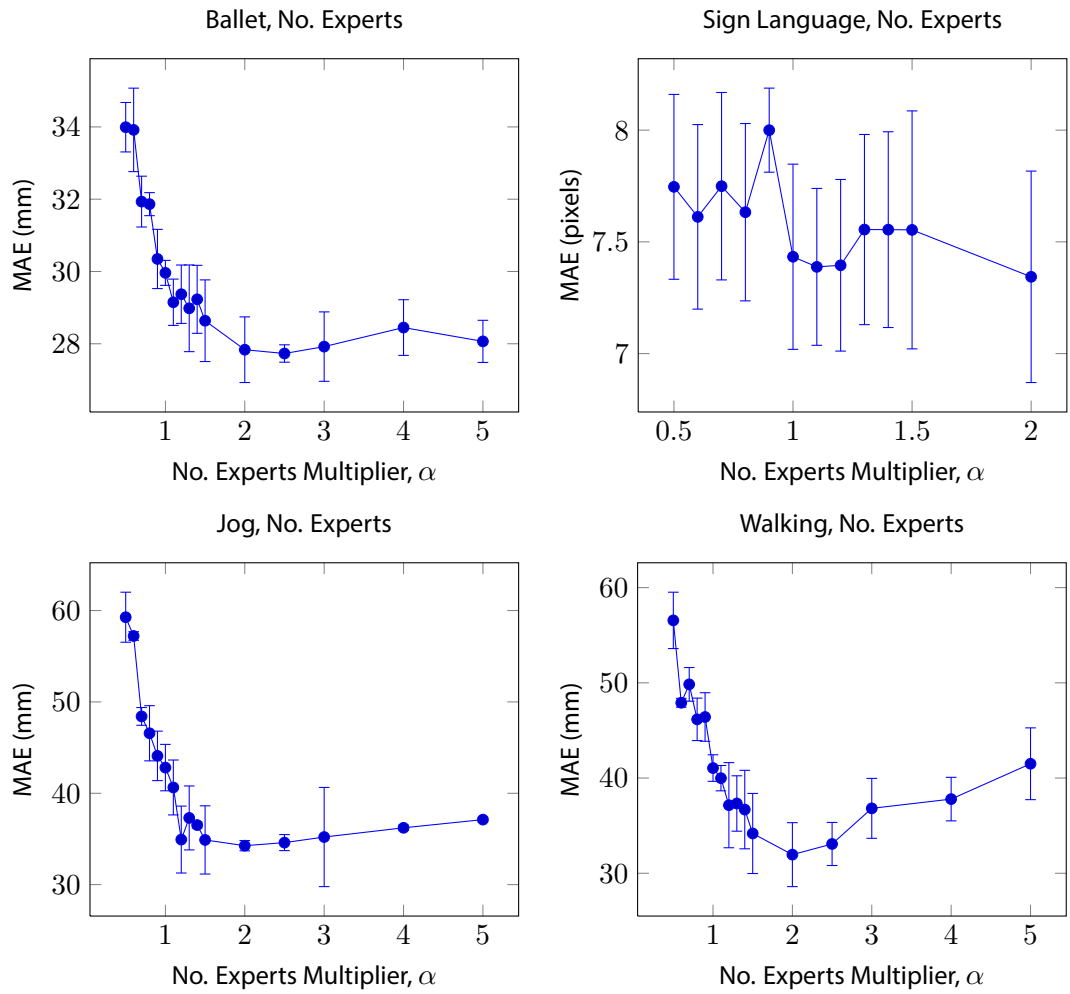 Ballet, No. Experts
MAE (mm)
34
32
30
28
1 2 3 4 5
No. Experts Multiplier, α
Sign Language, No. Experts
MAE (pixels)
8
7.5
7
0.5 1 1.5 2
No. Experts Multiplier, α
Jog, No. Experts
MAE (mm)
60
50
40
30
1 2 3 4 5
No. Experts Multiplier, α
Walking, No. Experts
MAE (mm)
60
50
40
30
1 2 3 4 5
No. Experts Multiplier, α